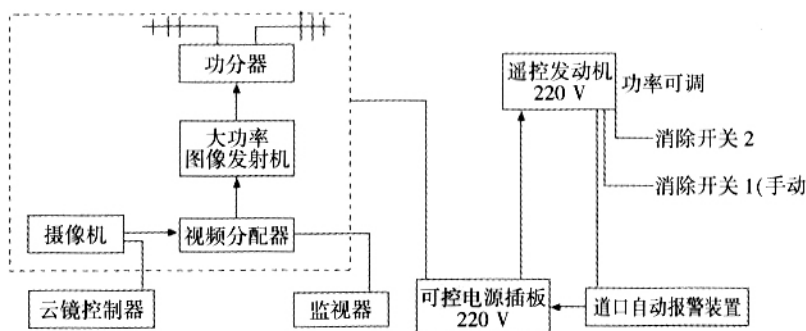 功分器
遥控发动机
220 V
功率可调
大功率
图像发射机
消除开关 2
消除开关 1(手动
摄像机
视频分配器
云镜控制器
监视器
可控电源插板
220 V
道口自动报警装置